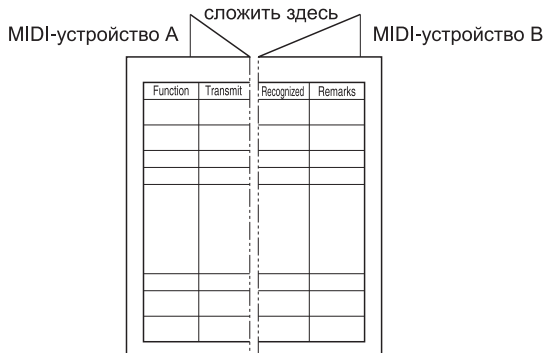 сложить здесь
MIDI-устройство A
MIDI-устройство B
Function Transmit Recognized Remarks